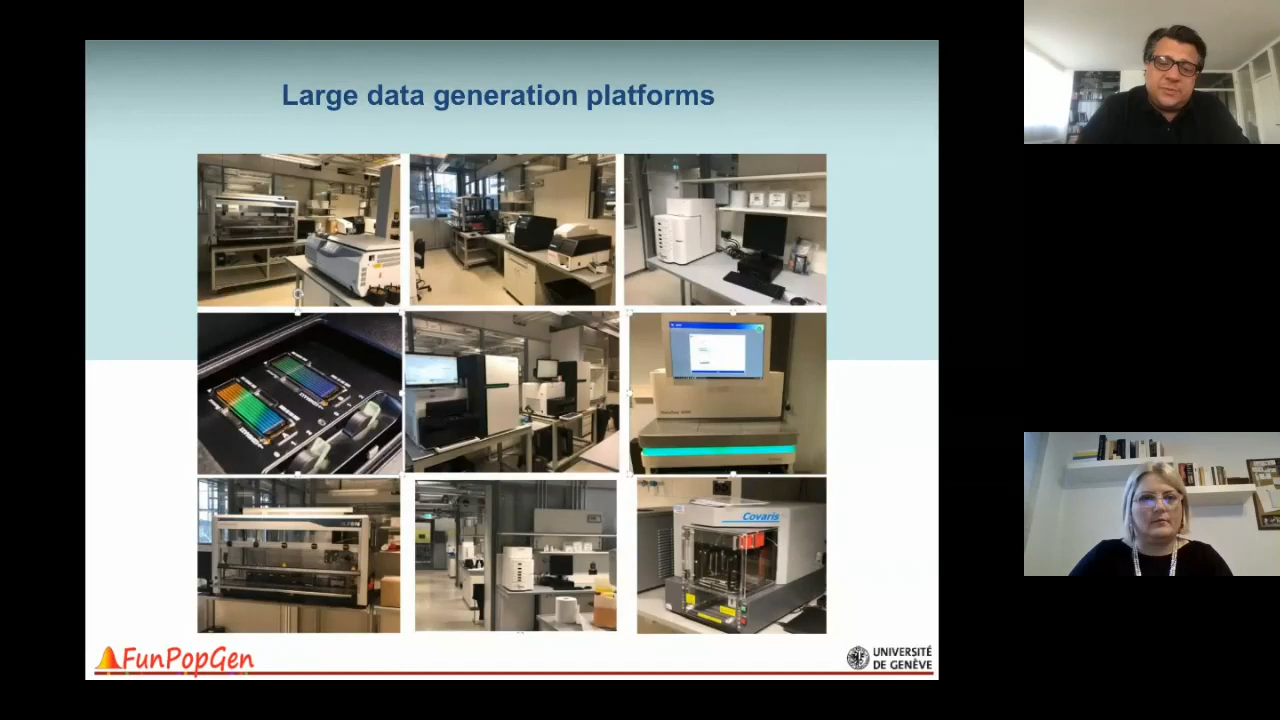 Large data generation platforms
Covaris
FunPopGen
UNIVERSITÉ
DE GENÈVE